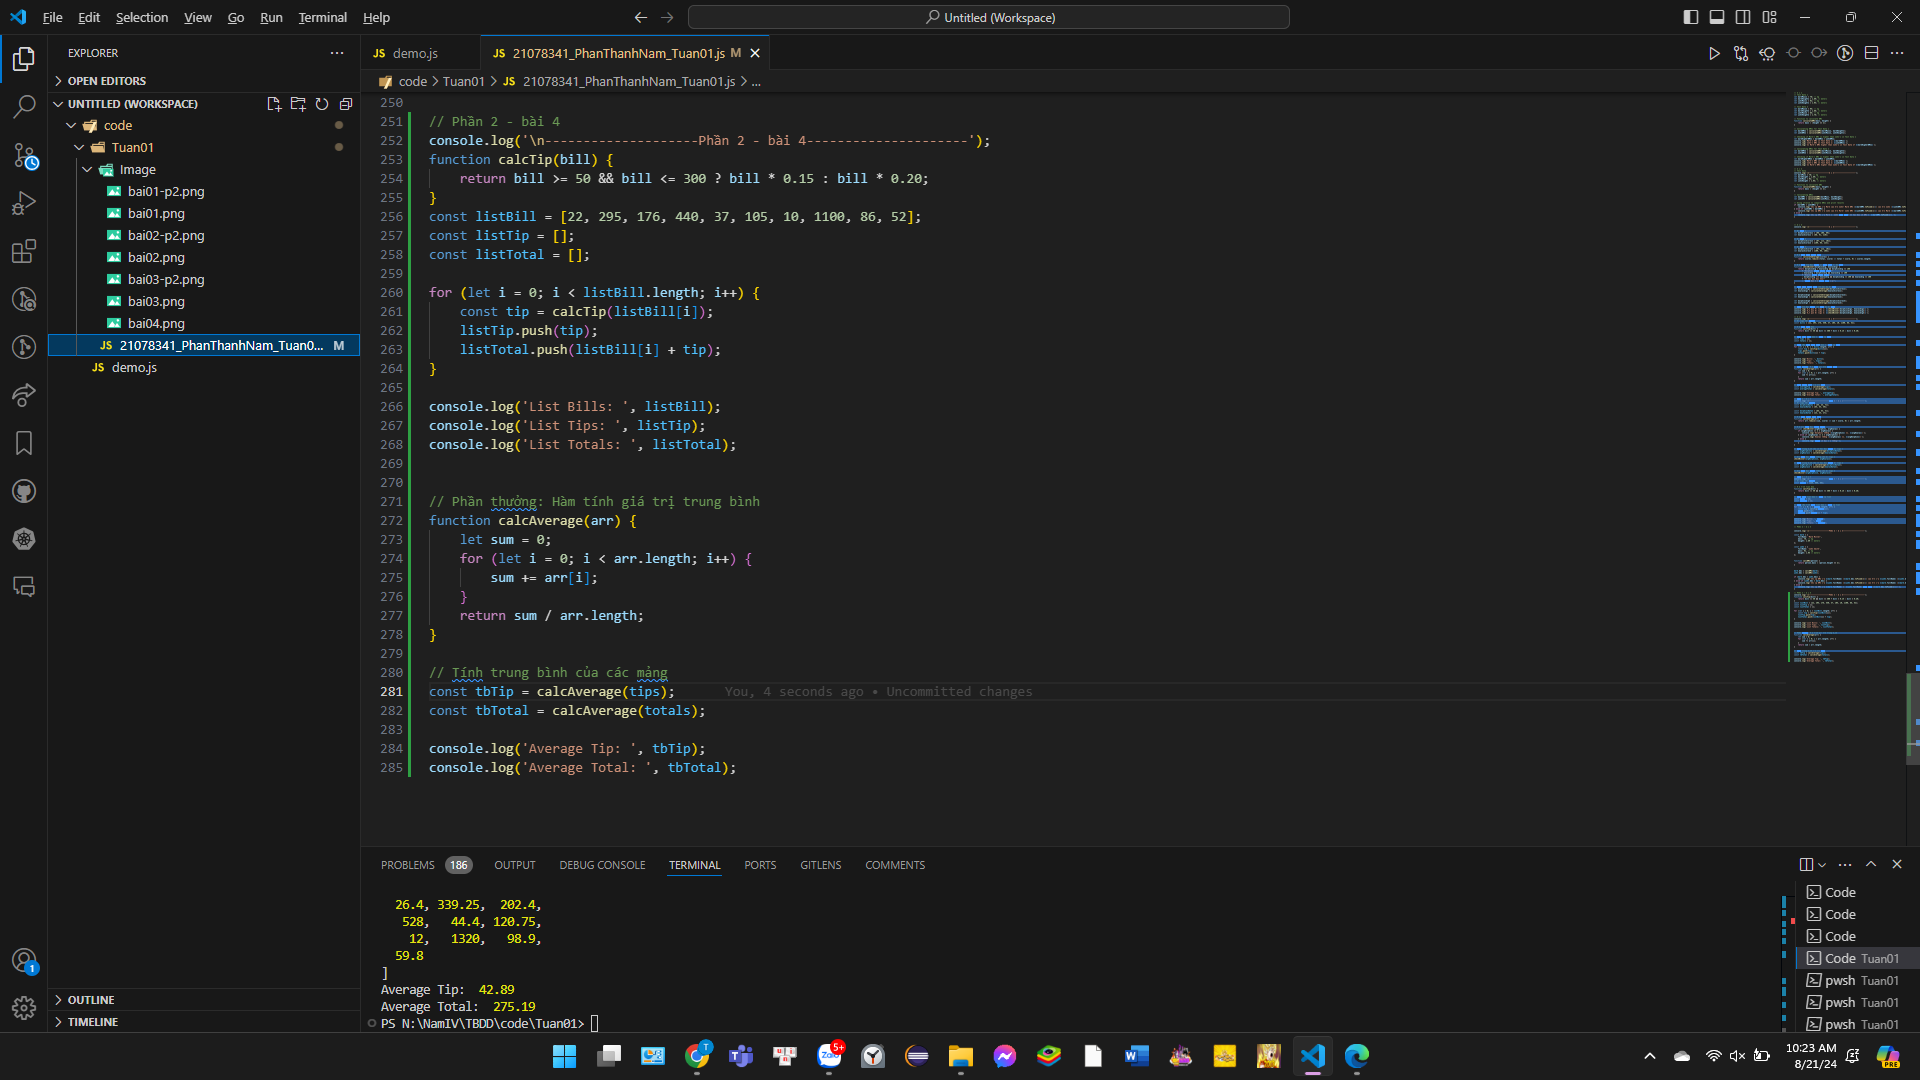 File Edit Selection View Go Run Terminal Help
Untitled (Workspace)
EXPLORER
OPEN EDITORS
UNTITLED (WORKSPACE)
code
Tuan01
Image
bai01-p2.png
bai01.png
bai02-p2.png
bai02.png
bai03-p2.png
bai03.png
bai04.png
JS 21078341_PhanThanhNam_Tuan0... M
JS demo.js
OUTLINE
TIMELINE
1
JS demo.js
JS 21078341_PhanThanhNam_Tuan01.js M
code > Tuan01 > JS 21078341_PhanThanhNam_Tuan01.js > ...
250
251 // Phần 2 - bài 4
252 console.log('\n--------------------Phần 2 - bài 4---------------------');
253 function calcTip(bill) {
254 return bill >= 50 && bill <= 300 ? bill * 0.15 : bill * 0.20;
255 }
256 const listBill = [22, 295, 176, 440, 37, 105, 10, 1100, 86, 52];
257 const listTip = [];
258 const listTotal = [];
259
260 for (let i = 0; i < listBill.length; i++) {
261 const tip = calcTip(listBill[i]);
262 listTip.push(tip);
263 listTotal.push(listBill[i] + tip);
264 }
265
266 console.log('List Bills: ', listBill);
267 console.log('List Tips: ', listTip);
268 console.log('List Totals: ', listTotal);
269
270
271 // Phần thưởng: Hàm tính giá trị trung bình
272 function calcAverage(arr) {
273 let sum = 0;
274 for (let i = 0; i < arr.length; i++) {
275 sum += arr[i];
276 }
277 return sum / arr.length;
278 }
279
280 // Tính trung bình của các mảng
281 const tbTip = calcAverage(tips); You, 4 seconds ago • Uncommitted changes
282 const tbTotal = calcAverage(totals);
283
284 console.log('Average Tip: ', tbTip);
285 console.log('Average Total: ', tbTotal);
PROBLEMS 186 OUTPUT DEBUG CONSOLE TERMINAL PORTS GITLENS COMMENTS
26.4, 339.25, 202.4,
528, 44.4, 120.75,
12, 1320, 98.9,
59.8
]
Average Tip: 42.89
Average Total: 275.19
PS N:\NamIV\TBDD\code\Tuan01>
Code
Code
Code
Code Tuan01
pwsh Tuan01
pwsh Tuan01
pwsh Tuan01
T
Zalo
5+
10:23 AM
8/21/24
PRE